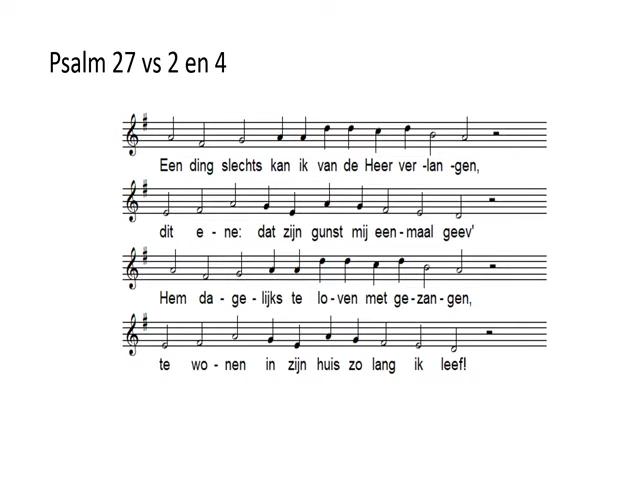 Psalm 27 vs 2 en 4
Een ding slechts kan ik van de Heer ver-lan-gen,
dit e-ne: dat zijn gunst mij een-maal geev'
Hem da-ge-lijks te lo-ven met ge-zan-gen,
te wo-nen in zijn huis zo lang ik leef!